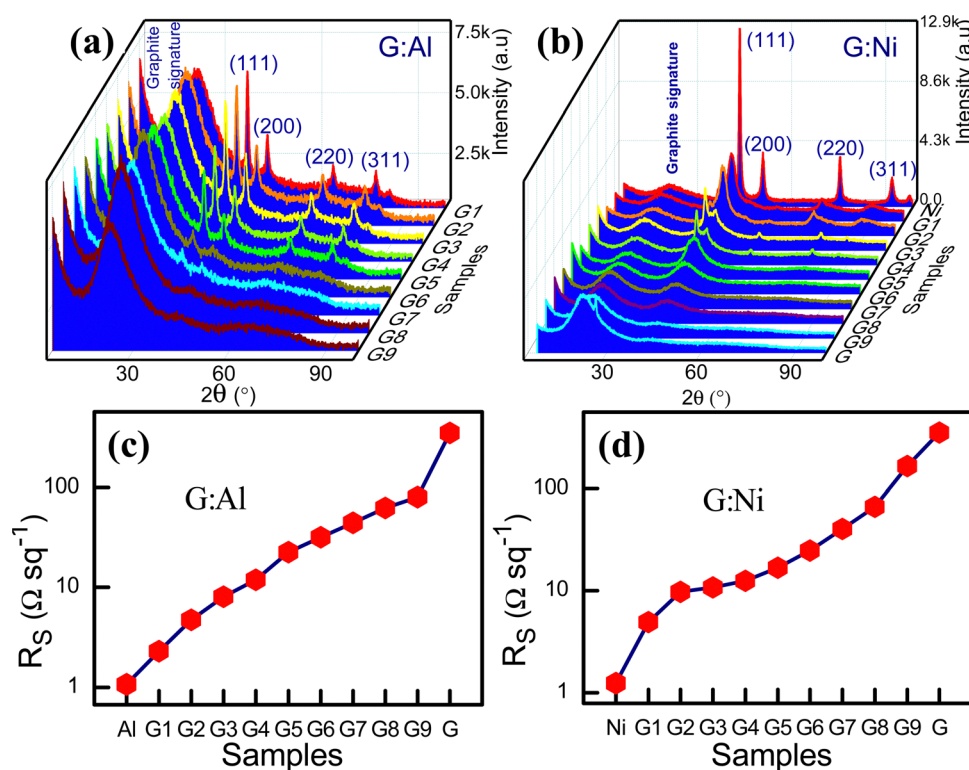 (a)
Graphite
signature
G:Al
(111)
(200)
(220)
(311)
7.5k
5.0k
2.5k
Intensity (a.u)
G1
G2
G3
G4
G5
G6
G7
G8
G9
Samples
30
60
90
2θ (°)
(b)
Graphite signature
G:Ni
(111)
(200)
(220)
(311)
12.9k
8.6k
4.3k
0.0
Intensity (a.u)
Ni
G1
G2
G3
G4
G5
G6
G7
G8
G9
G
Samples
30
60
90
2θ (°)
(c)
G:Al
100
10
1
R_S (Ω sq⁻¹)
Al G1 G2 G3 G4 G5 G6 G7 G8 G9 G
Samples
(d)
G:Ni
100
10
1
R_S (Ω sq⁻¹)
Ni G1 G2 G3 G4 G5 G6 G7 G8 G9 G
Samples